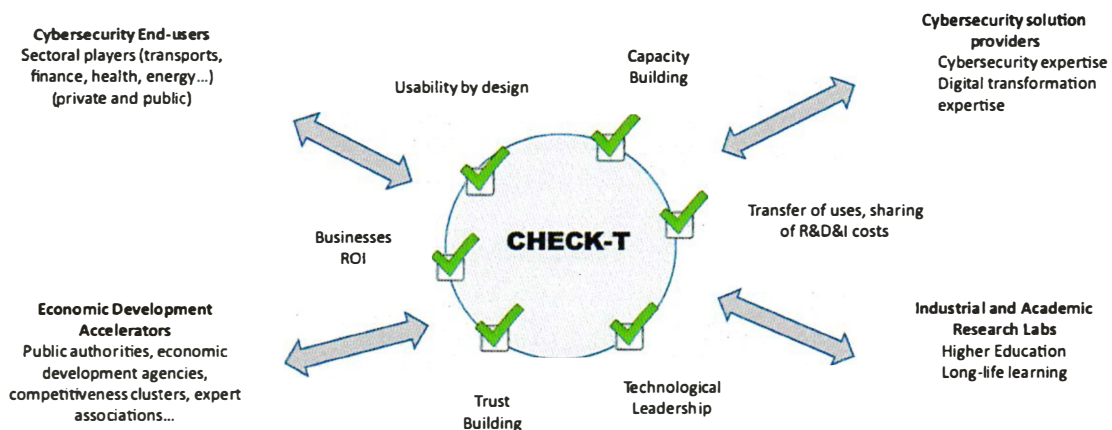 Cybersecurity End-users
Sectoral players (transports,
finance, health, energy...)
(private and public)
Usability by design
Capacity
Building
Cybersecurity solution
providers
Cybersecurity expertise
Digital transformation
expertise
Businesses
ROI
CHECK-T
Transfer of uses, sharing
of R&D&I costs
Economic Development
Accelerators
Public authorities, economic
development agencies,
competitiveness clusters, expert
associations...
Trust
Building
Technological
Leadership
Industrial and Academic
Research Labs
Higher Education
Long-life learning